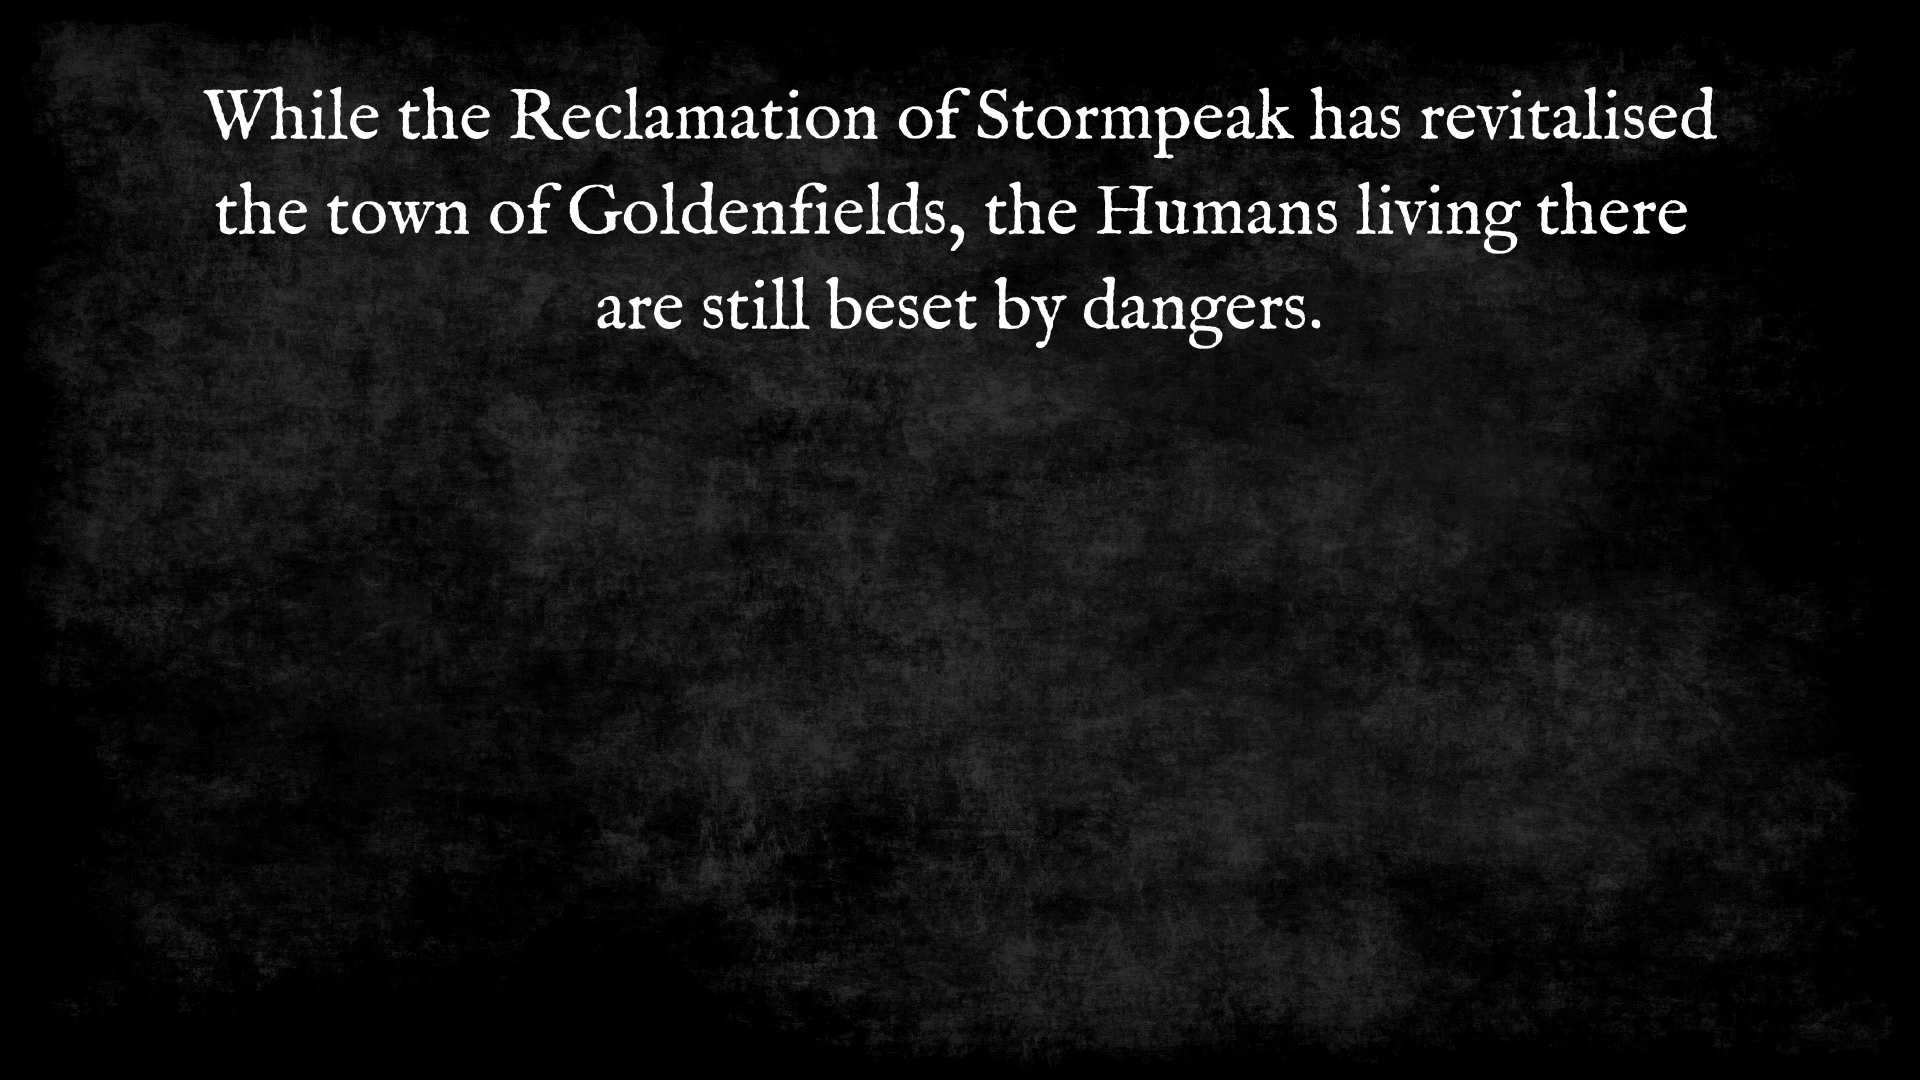 While the Reclamation of Stormpeak has revitalised
the town of Goldenfields, the Humans living there
are still beset by dangers.